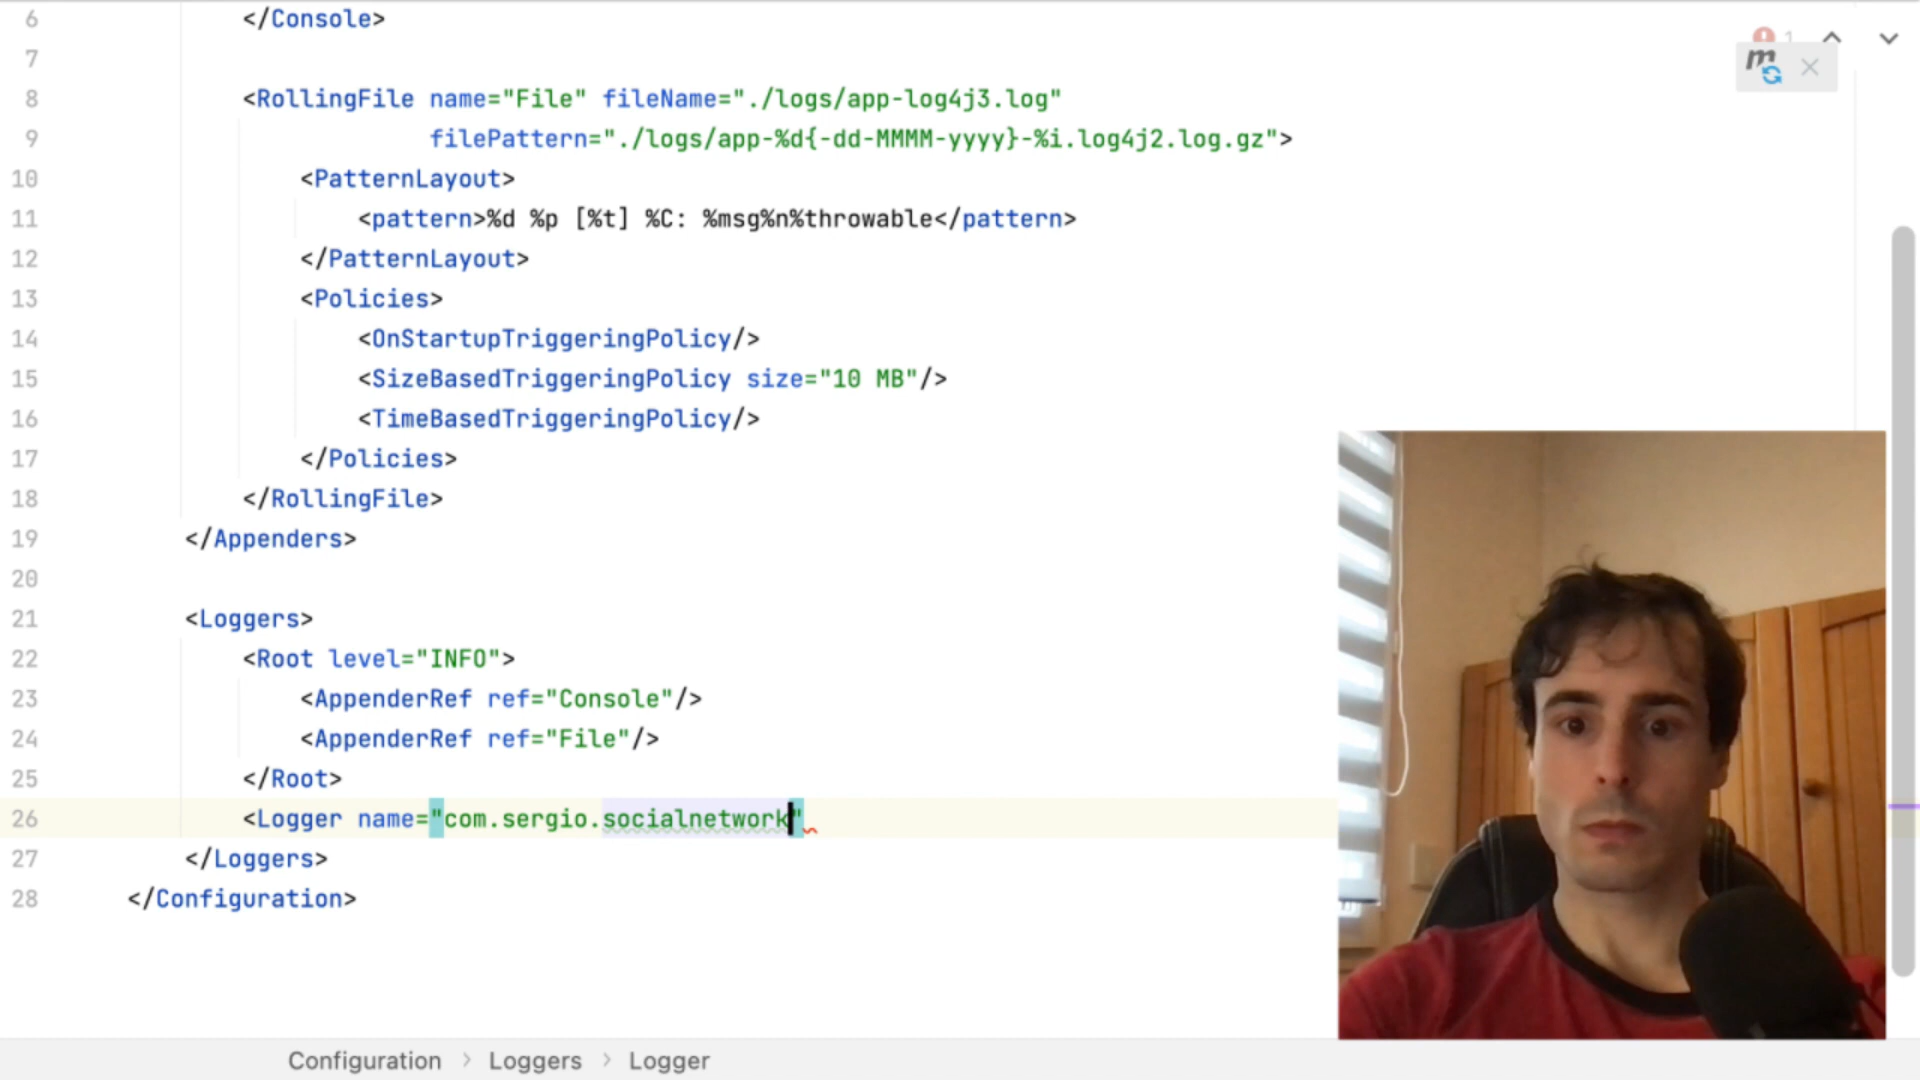 6 </Console>
7
8 <RollingFile name="File" fileName="./logs/app-log4j3.log"
9 filePattern="./logs/app-%d{-dd-MMMM-yyyy}-%i.log4j2.log.gz">
10 <PatternLayout>
11 <pattern>%d %p [%t] %C: %msg%n%throwable</pattern>
12 </PatternLayout>
13 <Policies>
14 <OnStartupTriggeringPolicy/>
15 <SizeBasedTriggeringPolicy size="10 MB"/>
16 <TimeBasedTriggeringPolicy/>
17 </Policies>
18 </RollingFile>
19 </Appenders>
20
21 <Loggers>
22 <Root level="INFO">
23 <AppenderRef ref="Console"/>
24 <AppenderRef ref="File"/>
25 </Root>
26 <Logger name="com.sergio.socialnetwork"
27 </Loggers>
28 </Configuration>
1
m
Configuration > Loggers > Logger